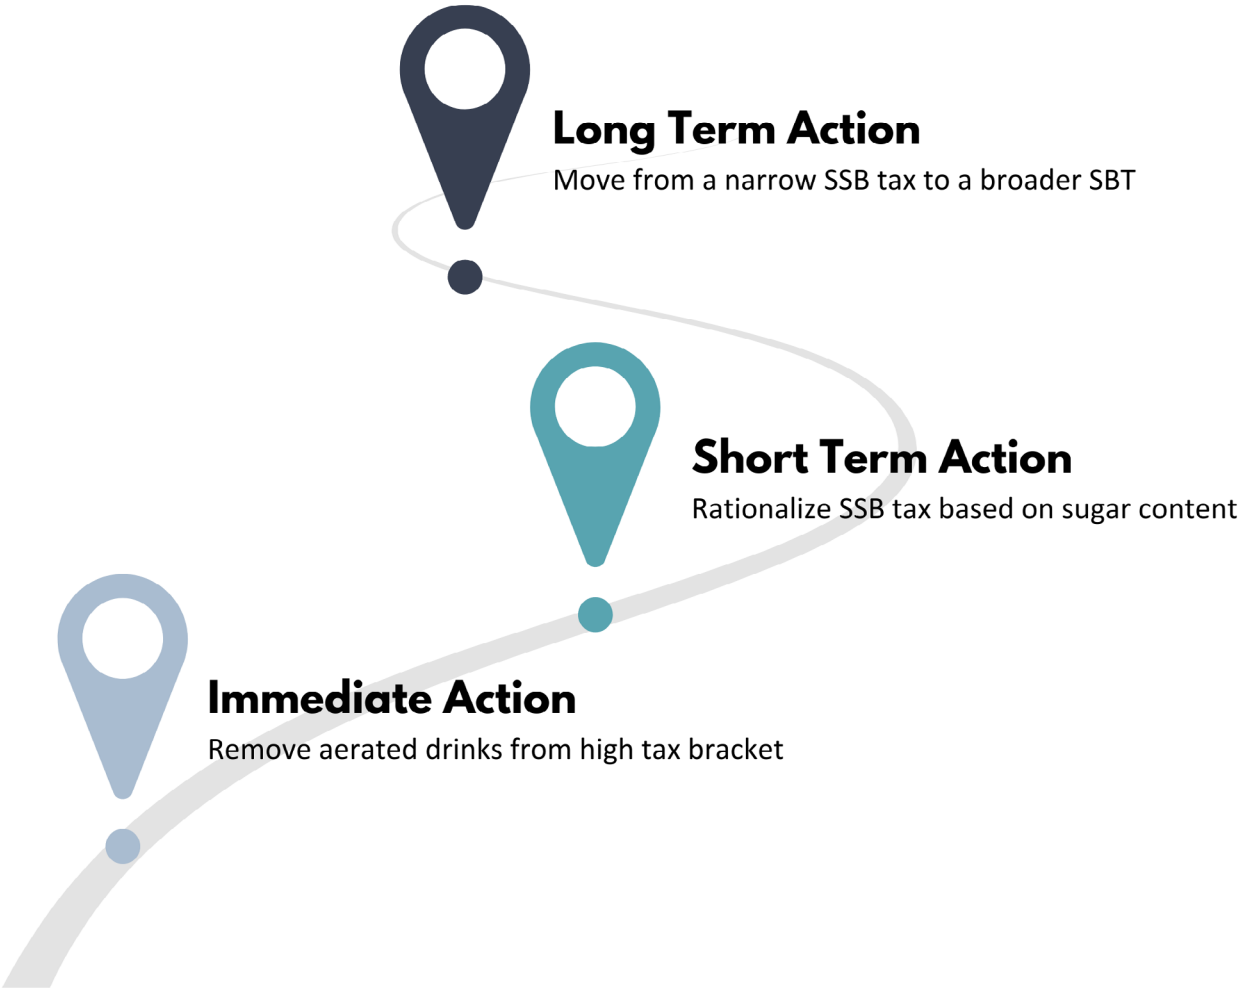 Long Term Action
Move from a narrow SSB tax to a broader SBT
Short Term Action
Rationalize SSB tax based on sugar content
Immediate Action
Remove aerated drinks from high tax bracket